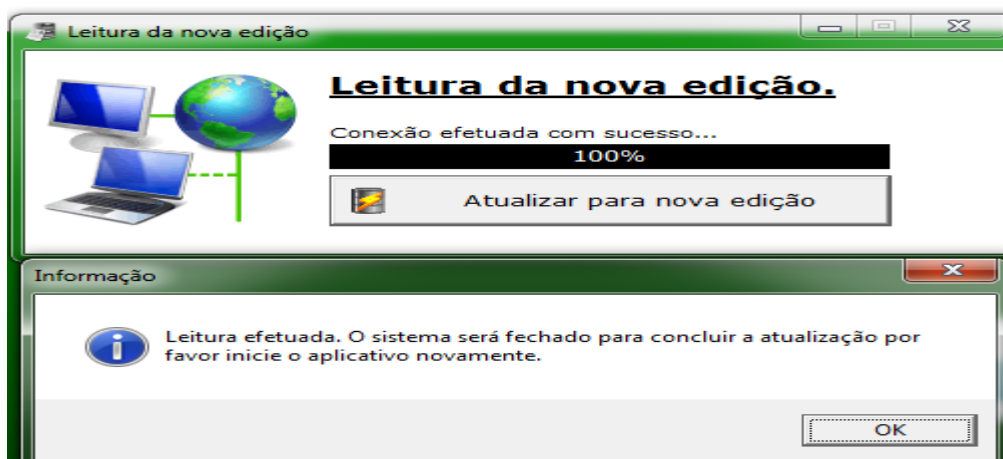 Leitura da nova edição
Leitura da nova edição.
Conexão efetuada com sucesso...
100%
Atualizar para nova edição
Informação
Leitura efetuada. O sistema será fechado para concluir a atualização por
favor inicie o aplicativo novamente.
OK